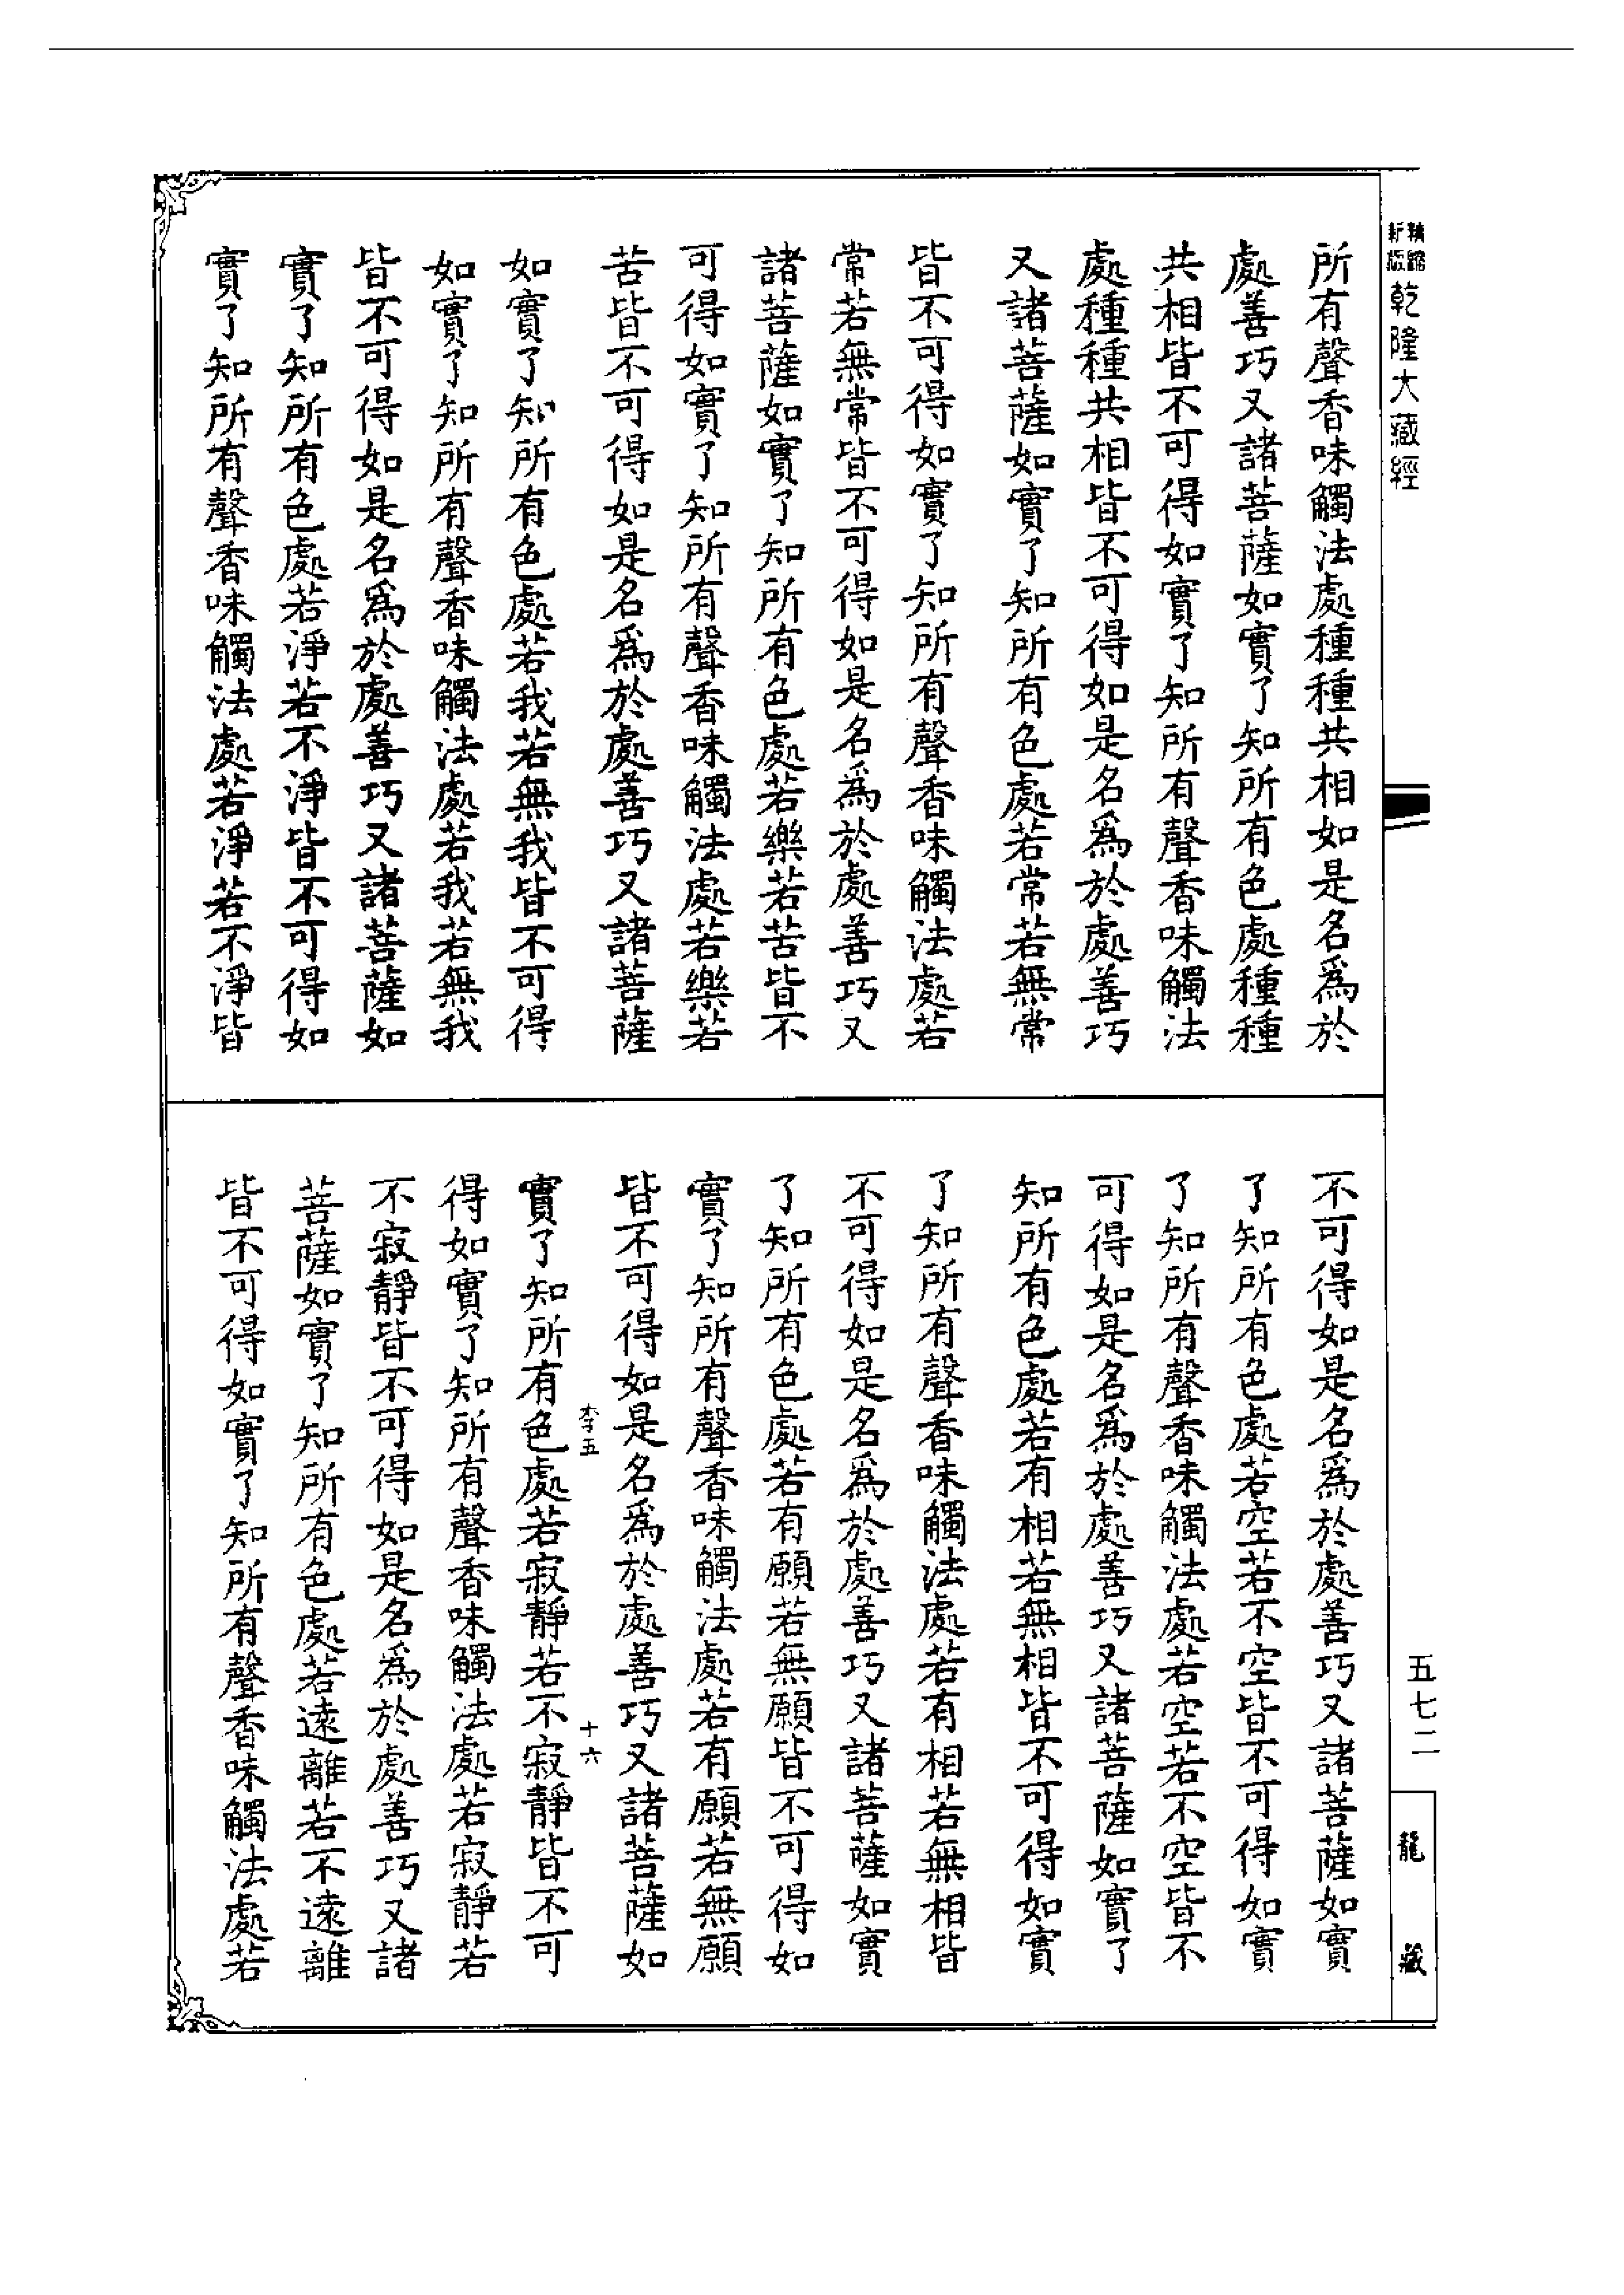 精縮
新版
乾隆大藏經
所有聲香味觸法處種種共相如是名爲於
處善巧又諸菩薩如實了知所有色處種種
共相皆不可得如實了知所有聲香味觸法
處種種共相皆不可得如是名爲於處善巧
又諸菩薩如實了知所有色處若常若無常
皆不可得如實了知所有聲香味觸法處若
常若無常皆不可得如是名爲於處善巧又
諸菩薩如實了知所有色處若樂若苦皆不
可得如實了知所有聲香味觸法處若樂若
苦皆不可得如是名爲於處善巧又諸菩薩
如實了知所有色處若我若無我皆不可得
如實了知所有聲香味觸法處若我若無我
皆不可得如是名爲於處善巧又諸菩薩如
實了知所有色處若淨若不淨皆不可得如
實了知所有聲香味觸法處若淨若不淨皆
五七二
龍藏
不可得如是名爲於處善巧又諸菩薩如實
了知所有色處若空若不空皆不可得如實
了知所有聲香味觸法處若空若不空皆不
可得如是名爲於處善巧又諸菩薩如實了
知所有色處若有相若無相皆不可得如實
了知所有聲香味觸法處若有相若無相皆
不可得如是名爲於處善巧又諸菩薩如實
了知所有色處若有願若無願皆不可得如
實了知所有聲香味觸法處若有願若無願
皆不可得如是名爲於處善巧又諸菩薩如
李五 十六
實了知所有色處若寂靜若不寂靜皆不可
得如實了知所有聲香味觸法處若寂靜若
不寂靜皆不可得如是名爲於處善巧又諸
菩薩如實了知所有色處若遠離若不遠離
皆不可得如實了知所有聲香味觸法處若